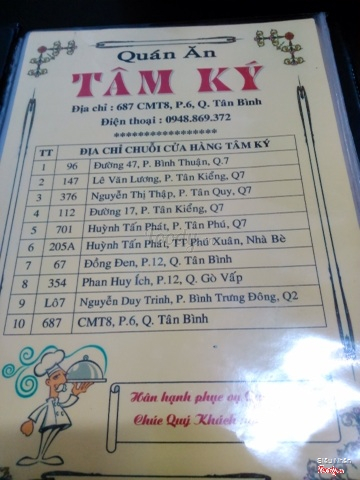 Quán Ăn
TÂM KÝ
Địa chỉ : 687 CMT8, P.6, Q. Tân Bình
Điện thoại : 0948.869.372
******************
TT ĐỊA CHỈ CHUỖI CỬA HÀNG TÂM KÝ
1 96 Đường 47, P. Bình Thuận, Q.7
2 147 Lê Văn Lương, P. Tân Kiểng, Q.7
3 376 Nguyễn Thị Thập, P. Tân Quy, Q.7
4 112 Đường 17, P. Tân Kiểng, Q.7
5 701 Huỳnh Tấn Phát, P. Tân Phú, Q.7
6 205A Huỳnh Tấn Phát, TT Phú Xuân, Nhà Bè
7 67 Đồng Đen, P.12, Q. Tân Bình
8 354 Phan Huy Ích, P.12, Q. Gò Vấp
9 Lô7 Nguyễn Duy Trinh, P. Bình Trưng Đông, Q2
10 687 CMT8, P.6, Q. Tân Bình
Hân hạnh phục vụ
Chúc Quý Khách